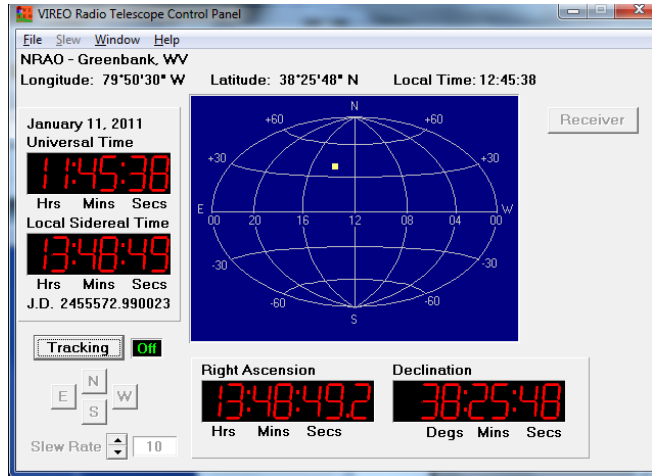 VIREO Radio Telescope Control Panel
File Slew Window Help
NRAO - Greenbank, WV
Longitude: 79°50'30" W Latitude: 38°25'48" N Local Time: 12:45:38
January 11, 2011
Universal Time
11:45:38
Hrs Mins Secs
Local Sidereal Time
13:48:49
Hrs Mins Secs
J.D. 2455572.990023
N
+60 +60
+30 +30
E 00 20 16 12 08 04 00 W
-30 -30
-60 -60
S
Receiver
Tracking Off
N
E W
S
Slew Rate 10
Right Ascension
13:48:49.2
Hrs Mins Secs
Declination
38:25:48
Degs Mins Secs